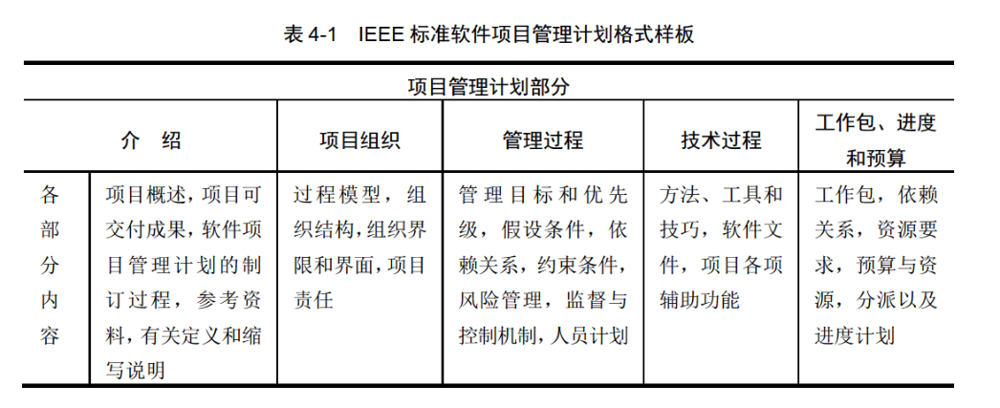 表 4-1 IEEE 标准软件项目管理计划格式样板
项目管理计划部分
介 绍
项目组织
管理过程
技术过程
工作包、进度
和预算
各
部
分
内
容
项目概述，项目可
交付成果，软件项
目管理计划的制
订过程，参考资
料，有关定义和缩
写说明
过程模型，组
织结构，组织界
限和界面，项目
责任
管理目标和优先
级，假设条件，依
赖关系，约束条件，
风险管理，监督与
控制机制，人员计划
方法、工具和
技巧，软件文
件，项目各项
辅助功能
工作包，依赖
关系，资源要
求，预算与资
源，分派以及
进度计划